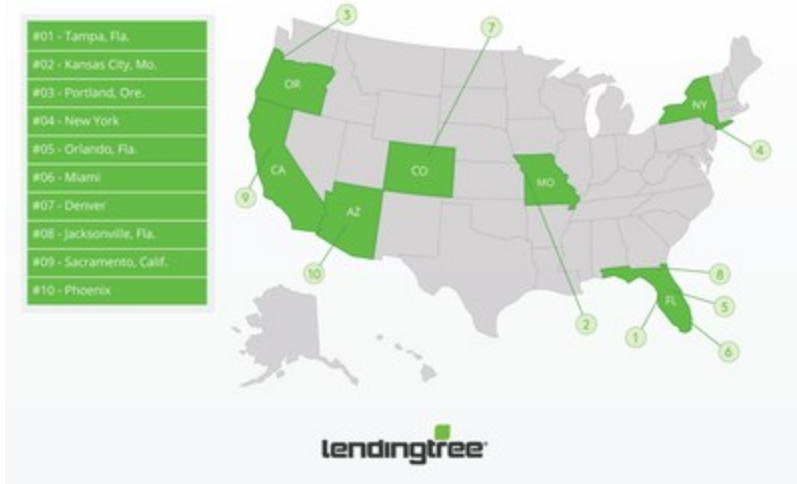 #01 - Tampa, Fla.
#02 - Kansas City, Mo.
#03 - Portland, Ore.
#04 - New York
#05 - Orlando, Fla.
#06 - Miami
#07 - Denver
#08 - Jacksonville, Fla.
#09 - Sacramento, Calif.
#10 - Phoenix
3
7
OR
NY
4
CA
CO
MO
9
AZ
10
8
FL
5
2
1
6
lendingtree